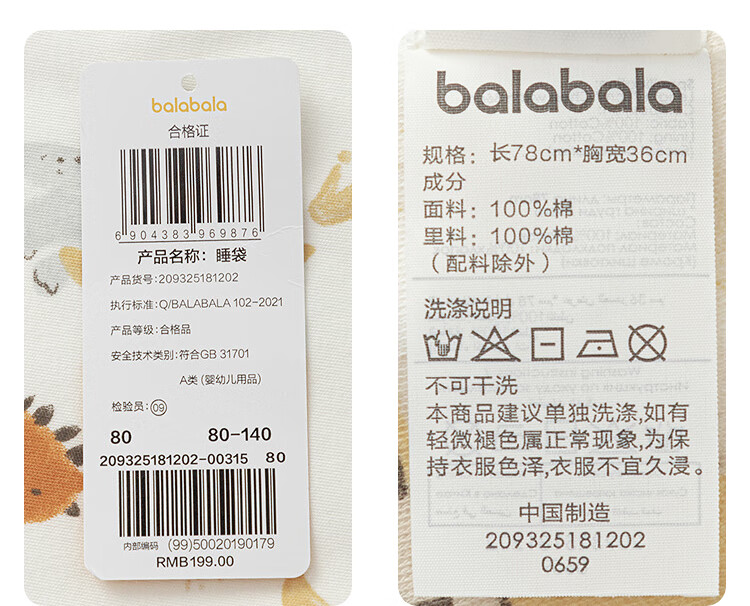 balabala
合格证
6 904383 969876
产品名称：睡袋
产品货号：209325181202
执行标准：Q/BALABALA 102-2021
产品等级：合格品
安全技术类别：符合GB 31701
A类 (婴幼儿用品)
检验员：09
80 80-140
209325181202-00315 80
内部编码 (99)50020190179
RMB199.00
balabala
规格：长78cm*胸宽36cm
成分
面料：100%棉
里料：100%棉
（配料除外）
洗涤说明
不可干洗
本商品建议单独洗涤,如有
轻微褪色属正常现象,为保
持衣服色泽,衣服不宜久浸。
中国制造
209325181202
0659